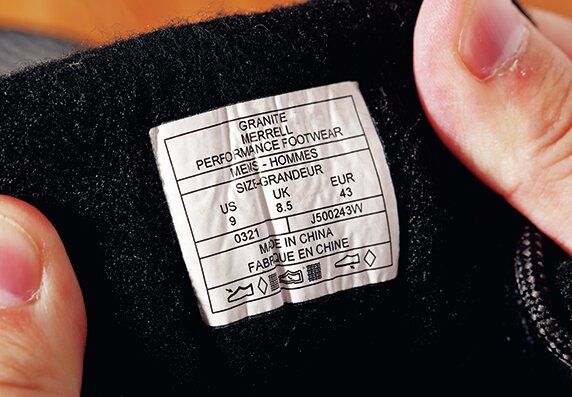 GRANITE
MERRELL
PERFORMANCE FOOTWEAR
MENS - HOMMES
SIZE-GRANDEUR
US UK EUR
9 8.5 43
0321 J500243W
MADE IN CHINA
FABRIQUE EN CHINE